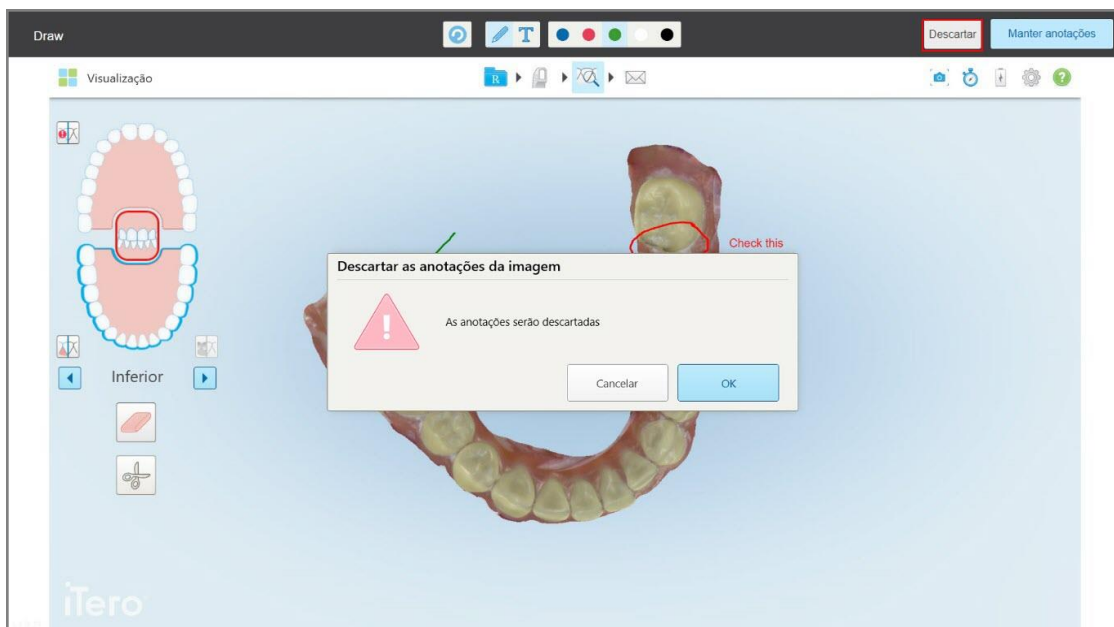 Draw
T
Descartar
Manter anotações
Visualização
R
Check this
Descartar as anotações da imagem
!
As anotações serão descartadas
Cancelar
OK
Inferior
iTero